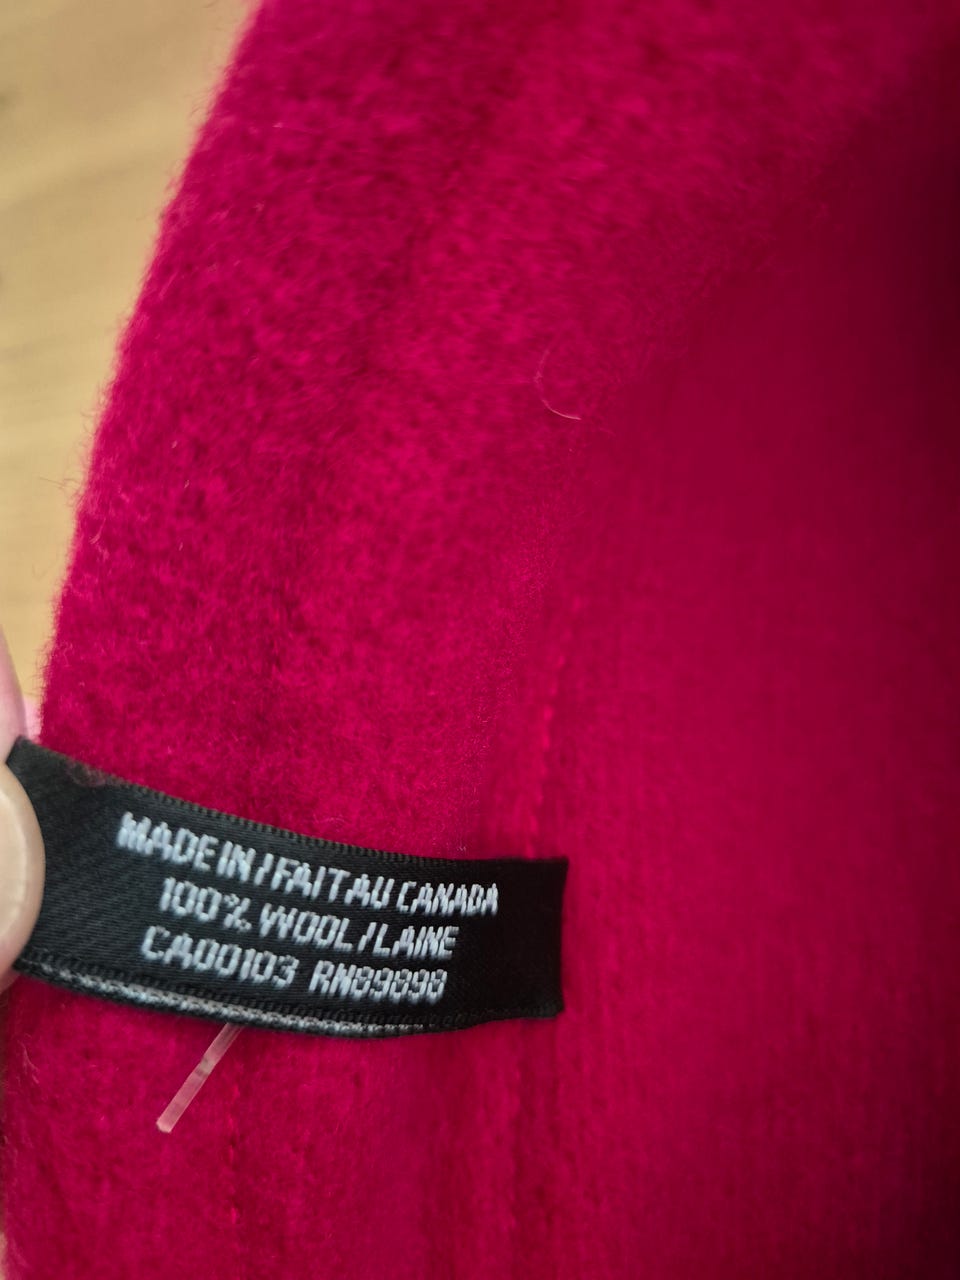 MADE IN / FAIT AU CANADA
100% WOOL / LAINE
CA00103 RN89898